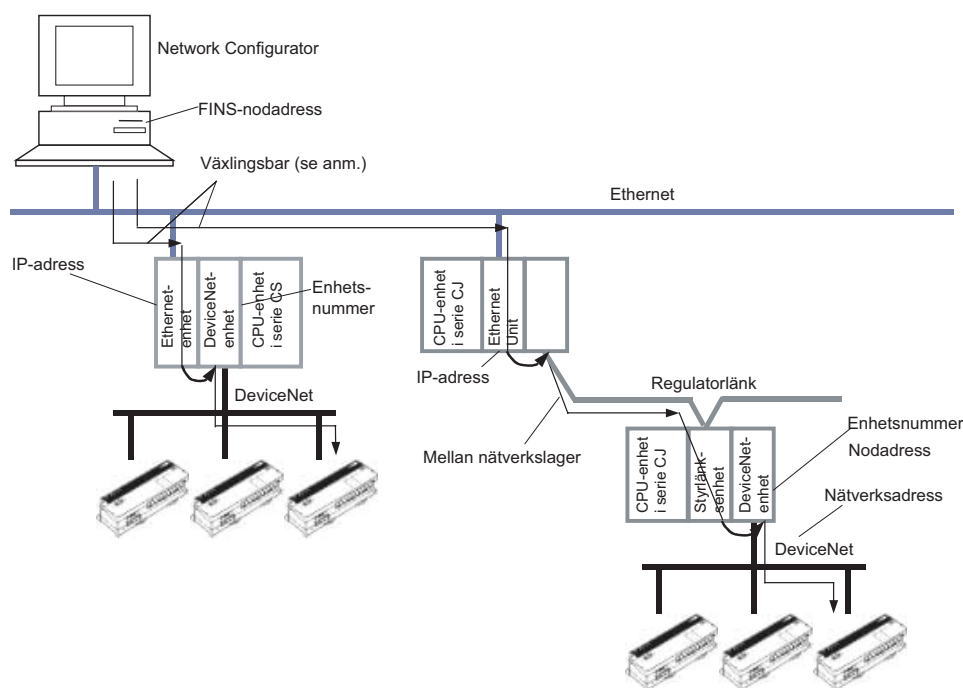 Network Configurator
FINS-nodadress
Växlingsbar (se anm.)
Ethernet
IP-adress
Ethernet-
enhet
DeviceNet-
enhet
CPU-enhet
i serie CS
Enhets-
nummer
DeviceNet
CPU-enhet
i serie CJ
Ethernet
Unit
IP-adress
Regulatorlänk
Mellan nätverkslager
CPU-enhet
i serie CJ
Styrlänk-
senhet
DeviceNet-
enhet
Enhetsnummer
Nodadress
Nätverksadress
DeviceNet